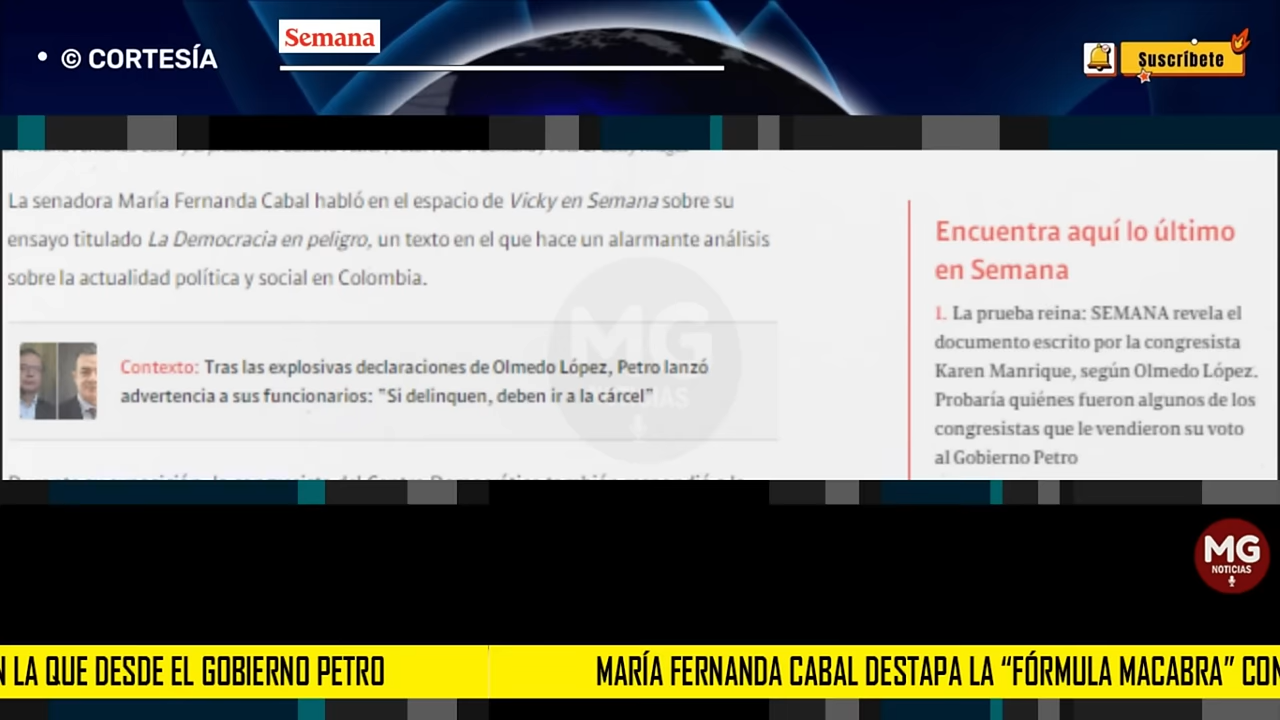 • © CORTESÍA
Semana
Suscríbete
La senadora María Fernanda Cabal habló en el espacio de Vicky en Semana sobre su
ensayo titulado La Democracia en peligro, un texto en el que hace un alarmante análisis
sobre la actualidad política y social en Colombia.
Contexto: Tras las explosivas declaraciones de Olmedo López, Petro lanzó
advertencia a sus funcionarios: "Si delinquen, deben ir a la cárcel"
Encuentra aquí lo último
en Semana
1. La prueba reina: SEMANA revela el
documento escrito por la congresista
Karen Manrique, según Olmedo López.
Probaría quiénes fueron algunos de los
congresistas que le vendieron su voto
al Gobierno Petro
MG
NOTICIAS
MG
NOTICIAS
N LA QUE DESDE EL GOBIERNO PETRO
MARÍA FERNANDA CABAL DESTAPA LA “FÓRMULA MACABRA” CON